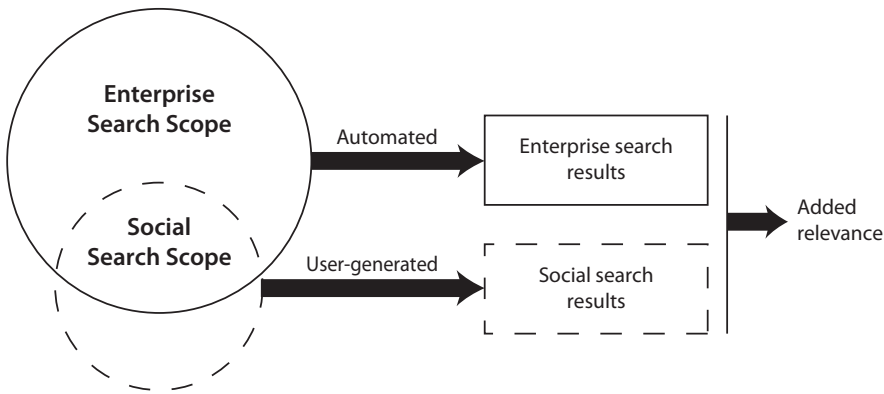 Enterprise
Search Scope
Social
Search Scope
Automated
User-generated
Enterprise search
results
Social search
results
Added
relevance